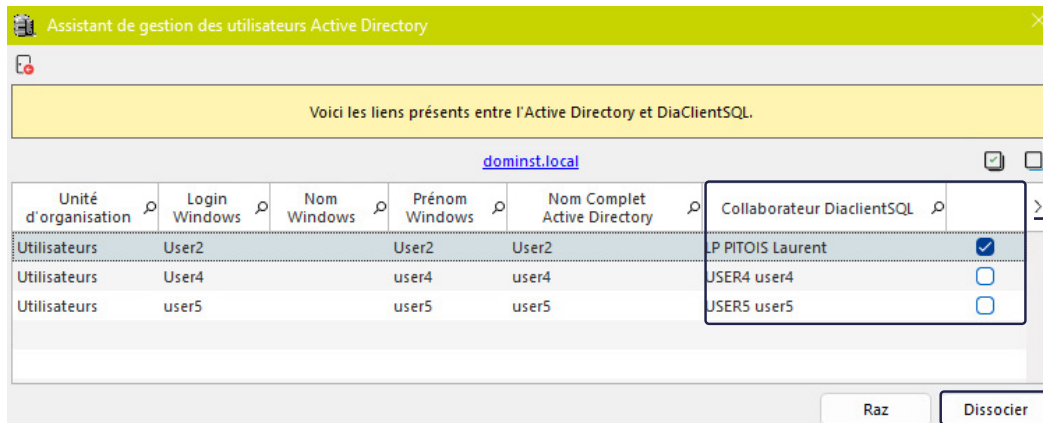 Assistant de gestion des utilisateurs Active Directory
Voici les liens présents entre l'Active Directory et DiaClientSQL.
dominst.local
Unité d'organisation Login Windows Nom Windows Prénom Windows Nom Complet Active Directory Collaborateur DiaclientSQL
Utilisateurs User2 User2 User2 LP PITOIS Laurent
Utilisateurs User4 user4 user4 USER4 user4
Utilisateurs user5 user5 user5 USER5 user5
Raz Dissocier